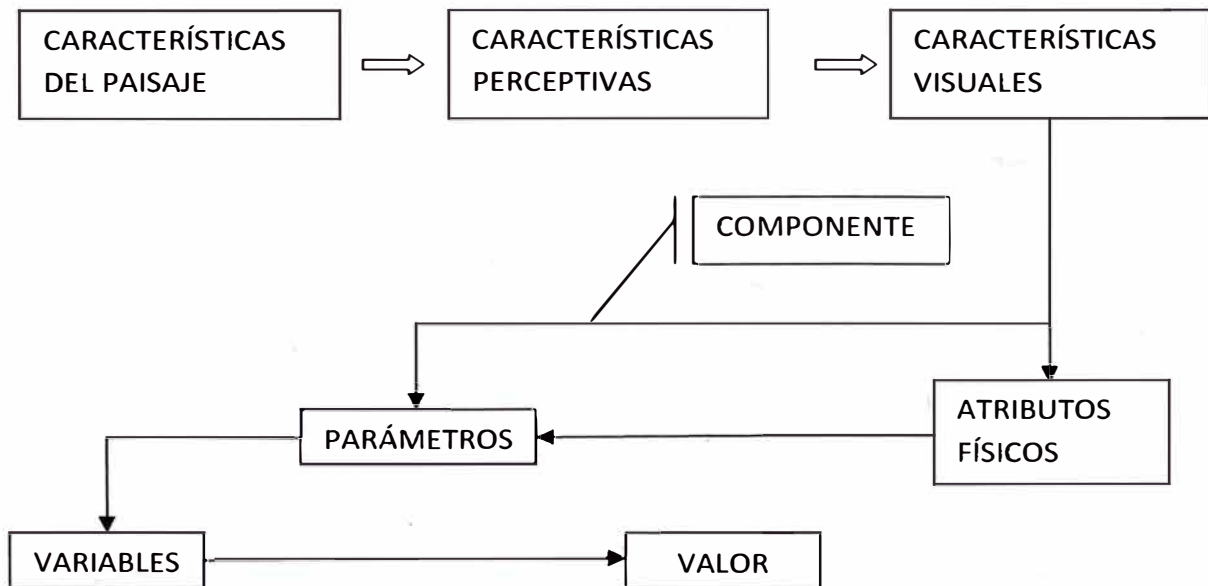 CARACTERÍSTICAS
DEL PAISAJE
CARACTERÍSTICAS
PERCEPTIVAS
CARACTERÍSTICAS
VISUALES
COMPONENTE
ATRIBUTOS
FÍSICOS
PARÁMETROS
VARIABLES
VALOR